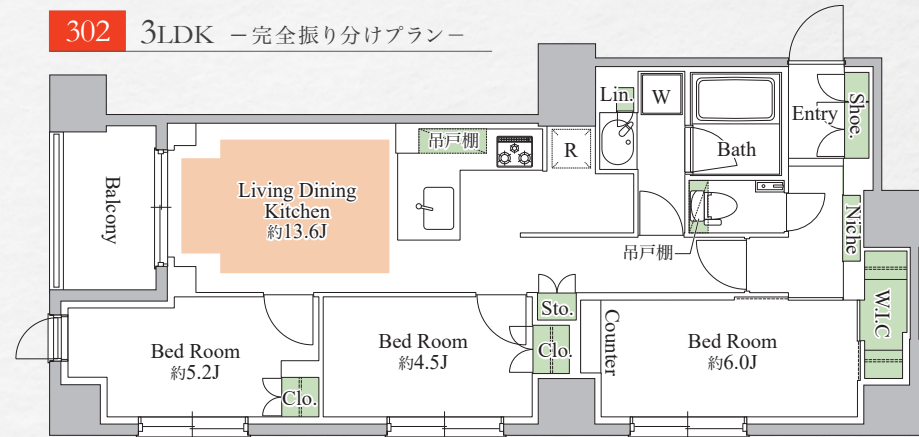 302 3LDK －完全振り分けプラン－
Lin.
W
Bath
Entry
Shoe.
吊戸棚
R
Balcony
Living Dining
Kitchen
約13.6J
Niche
吊戸棚
W.I.C
Sto.
Clo.
Counter
Bed Room
約5.2J
Clo.
Bed Room
約4.5J
Bed Room
約6.0J